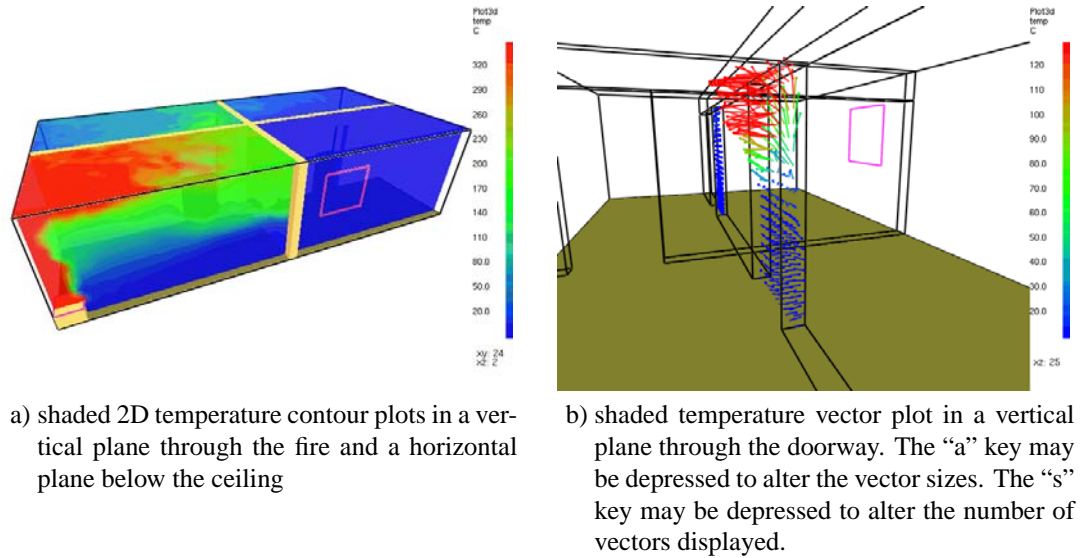 Plot3d
temp
C
320
290
260
230
200
170
140
110
80.0
50.0
20.0
xy: 24
xz: 2
Plot3d
temp
C
120
110
100
90.0
80.0
70.0
60.0
50.0
40.0
30.0
20.0
xz: 25
a) shaded 2D temperature contour plots in a ver-
tical plane through the fire and a horizontal
plane below the ceiling
b) shaded temperature vector plot in a vertical
plane through the doorway. The “a” key may
be depressed to alter the vector sizes. The “s”
key may be depressed to alter the number of
vectors displayed.